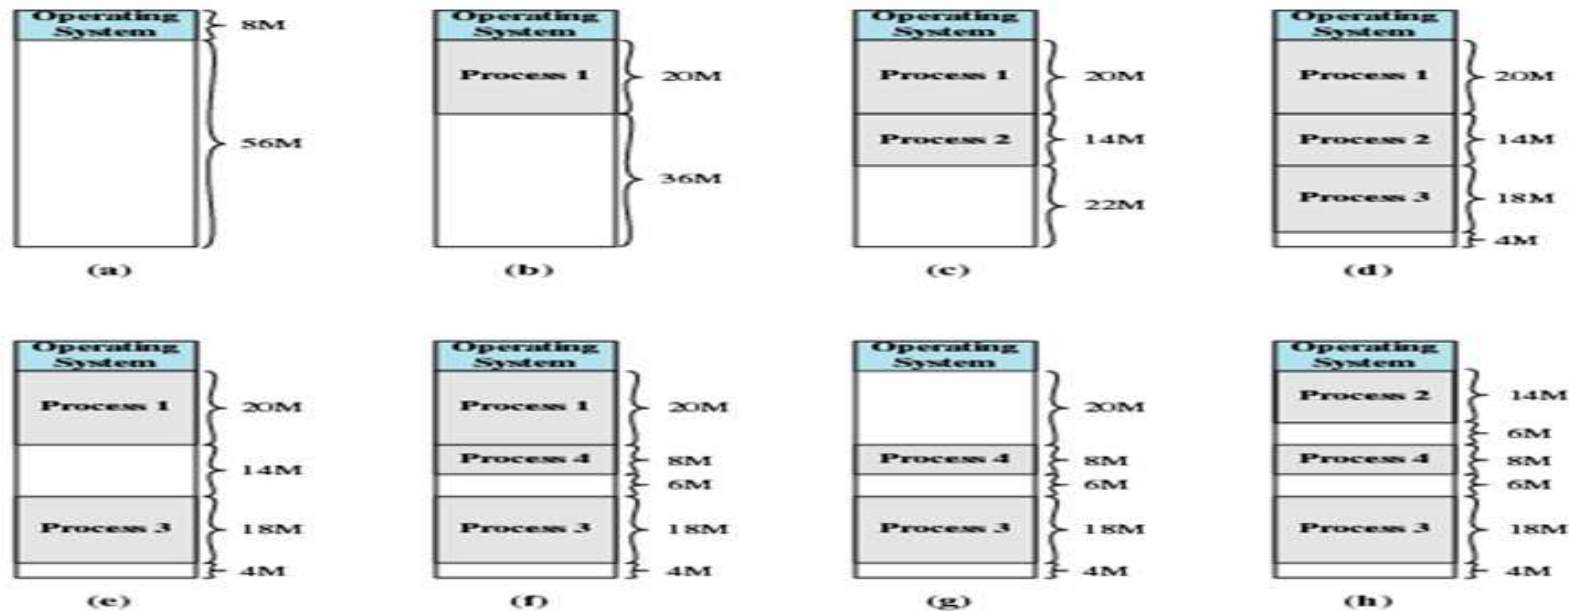 Operating
System
8M
56M
(a)
Operating
System
Process 1
20M
36M
(b)
Operating
System
Process 1
20M
Process 2
14M
22M
(c)
Operating
System
Process 1
20M
Process 2
14M
Process 3
18M
4M
(d)
Operating
System
Process 1
20M
14M
Process 3
18M
4M
(e)
Operating
System
Process 1
20M
Process 4
8M
6M
Process 3
18M
4M
(f)
Operating
System
20M
Process 4
8M
6M
Process 3
18M
4M
(g)
Operating
System
Process 2
14M
6M
Process 4
8M
6M
Process 3
18M
4M
(h)